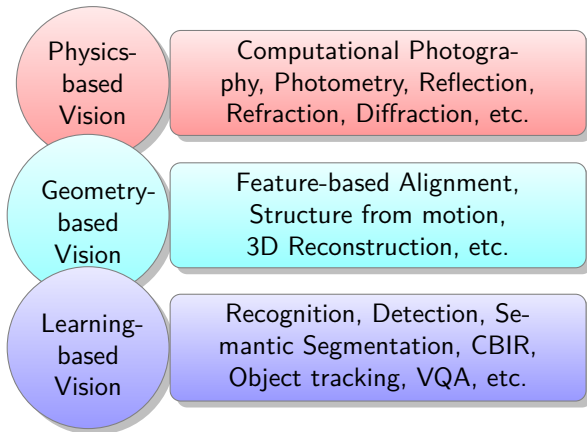 Physics-
based
Vision
Computational Photogra-
phy, Photometry, Reflection,
Refraction, Diffraction, etc.
Geometry-
based
Vision
Feature-based Alignment,
Structure from motion,
3D Reconstruction, etc.
Learning-
based
Vision
Recognition, Detection, Se-
mantic Segmentation, CBIR,
Object tracking, VQA, etc.